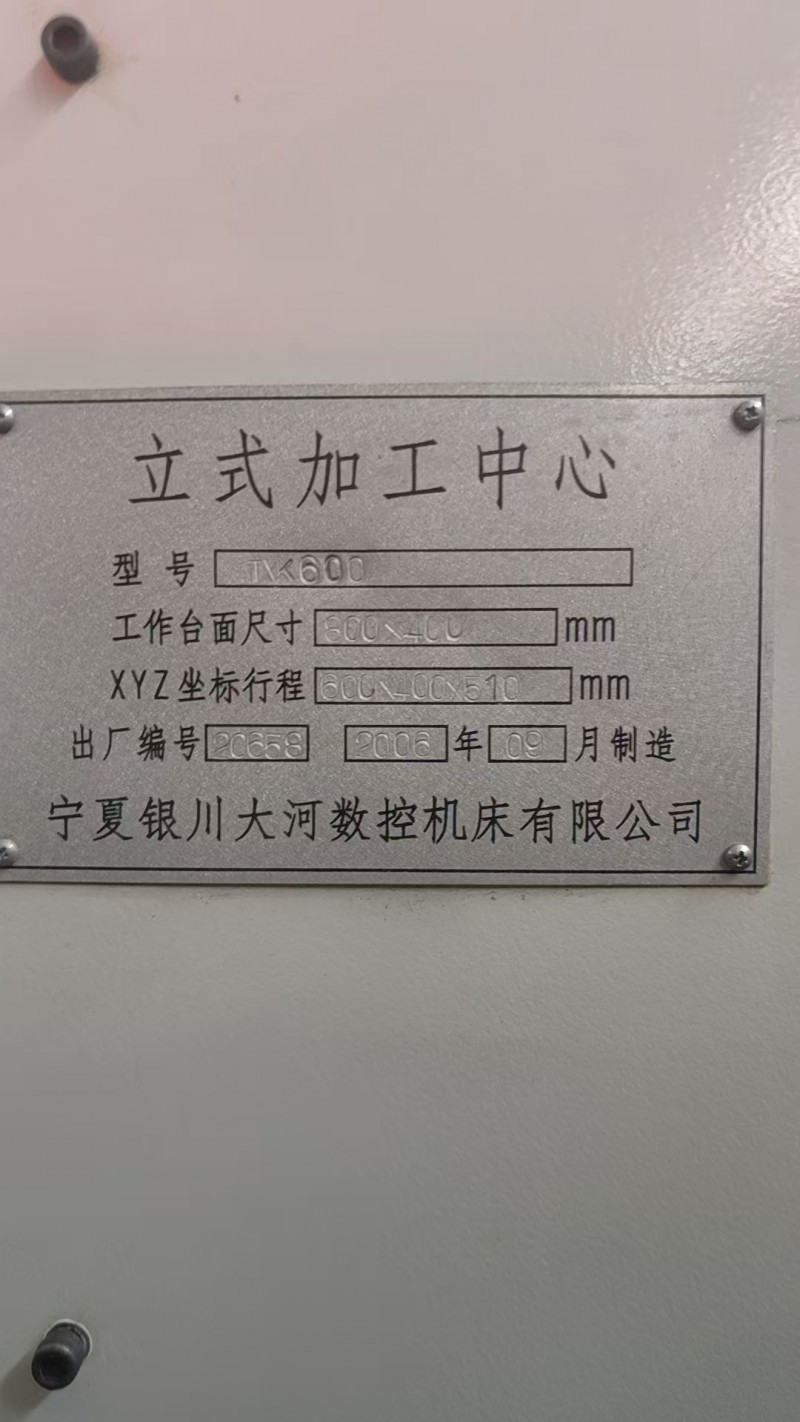 立式加工中心
型号 TVK600
工作台面尺寸 800×400 mm
XYZ坐标行程 600×400×510 mm
出厂编号 20658 2006 年 09 月制造
宁夏银川大河数控机床有限公司